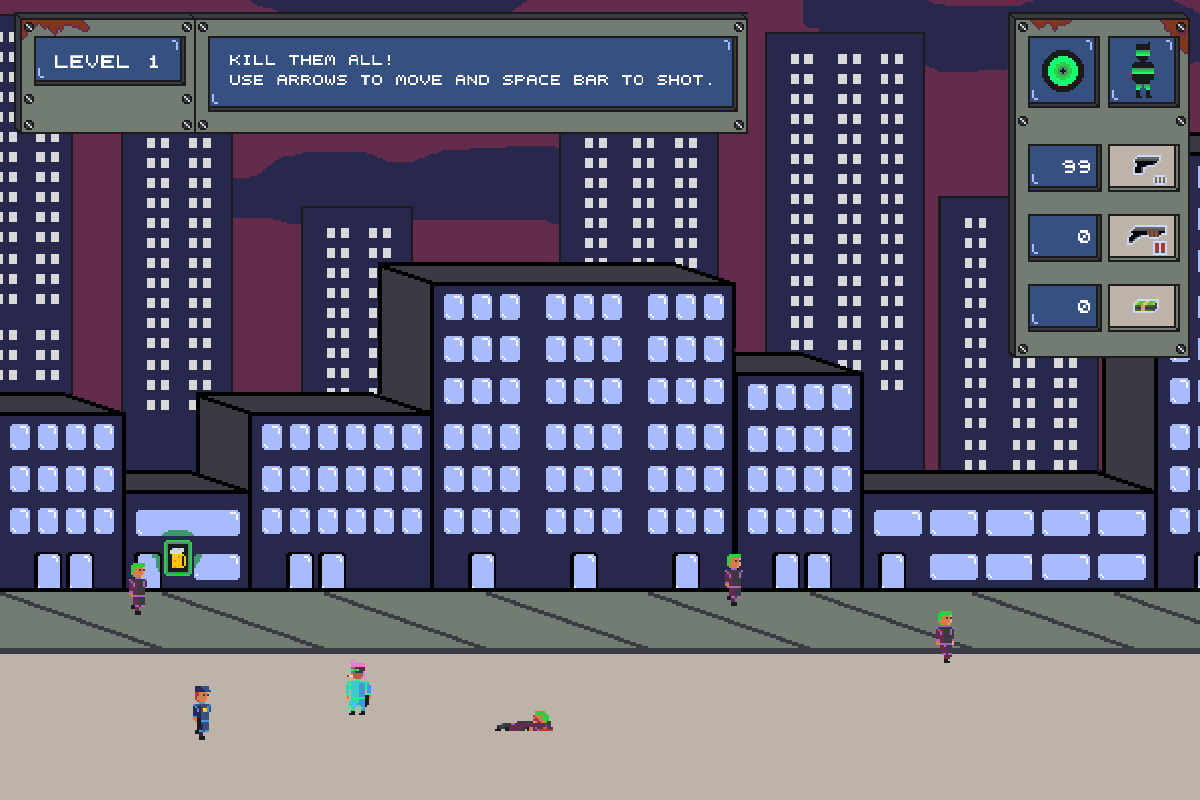 LEVEL 1
KILL THEM ALL!
USE ARROWS TO MOVE AND SPACE BAR TO SHOT.
99
0
0